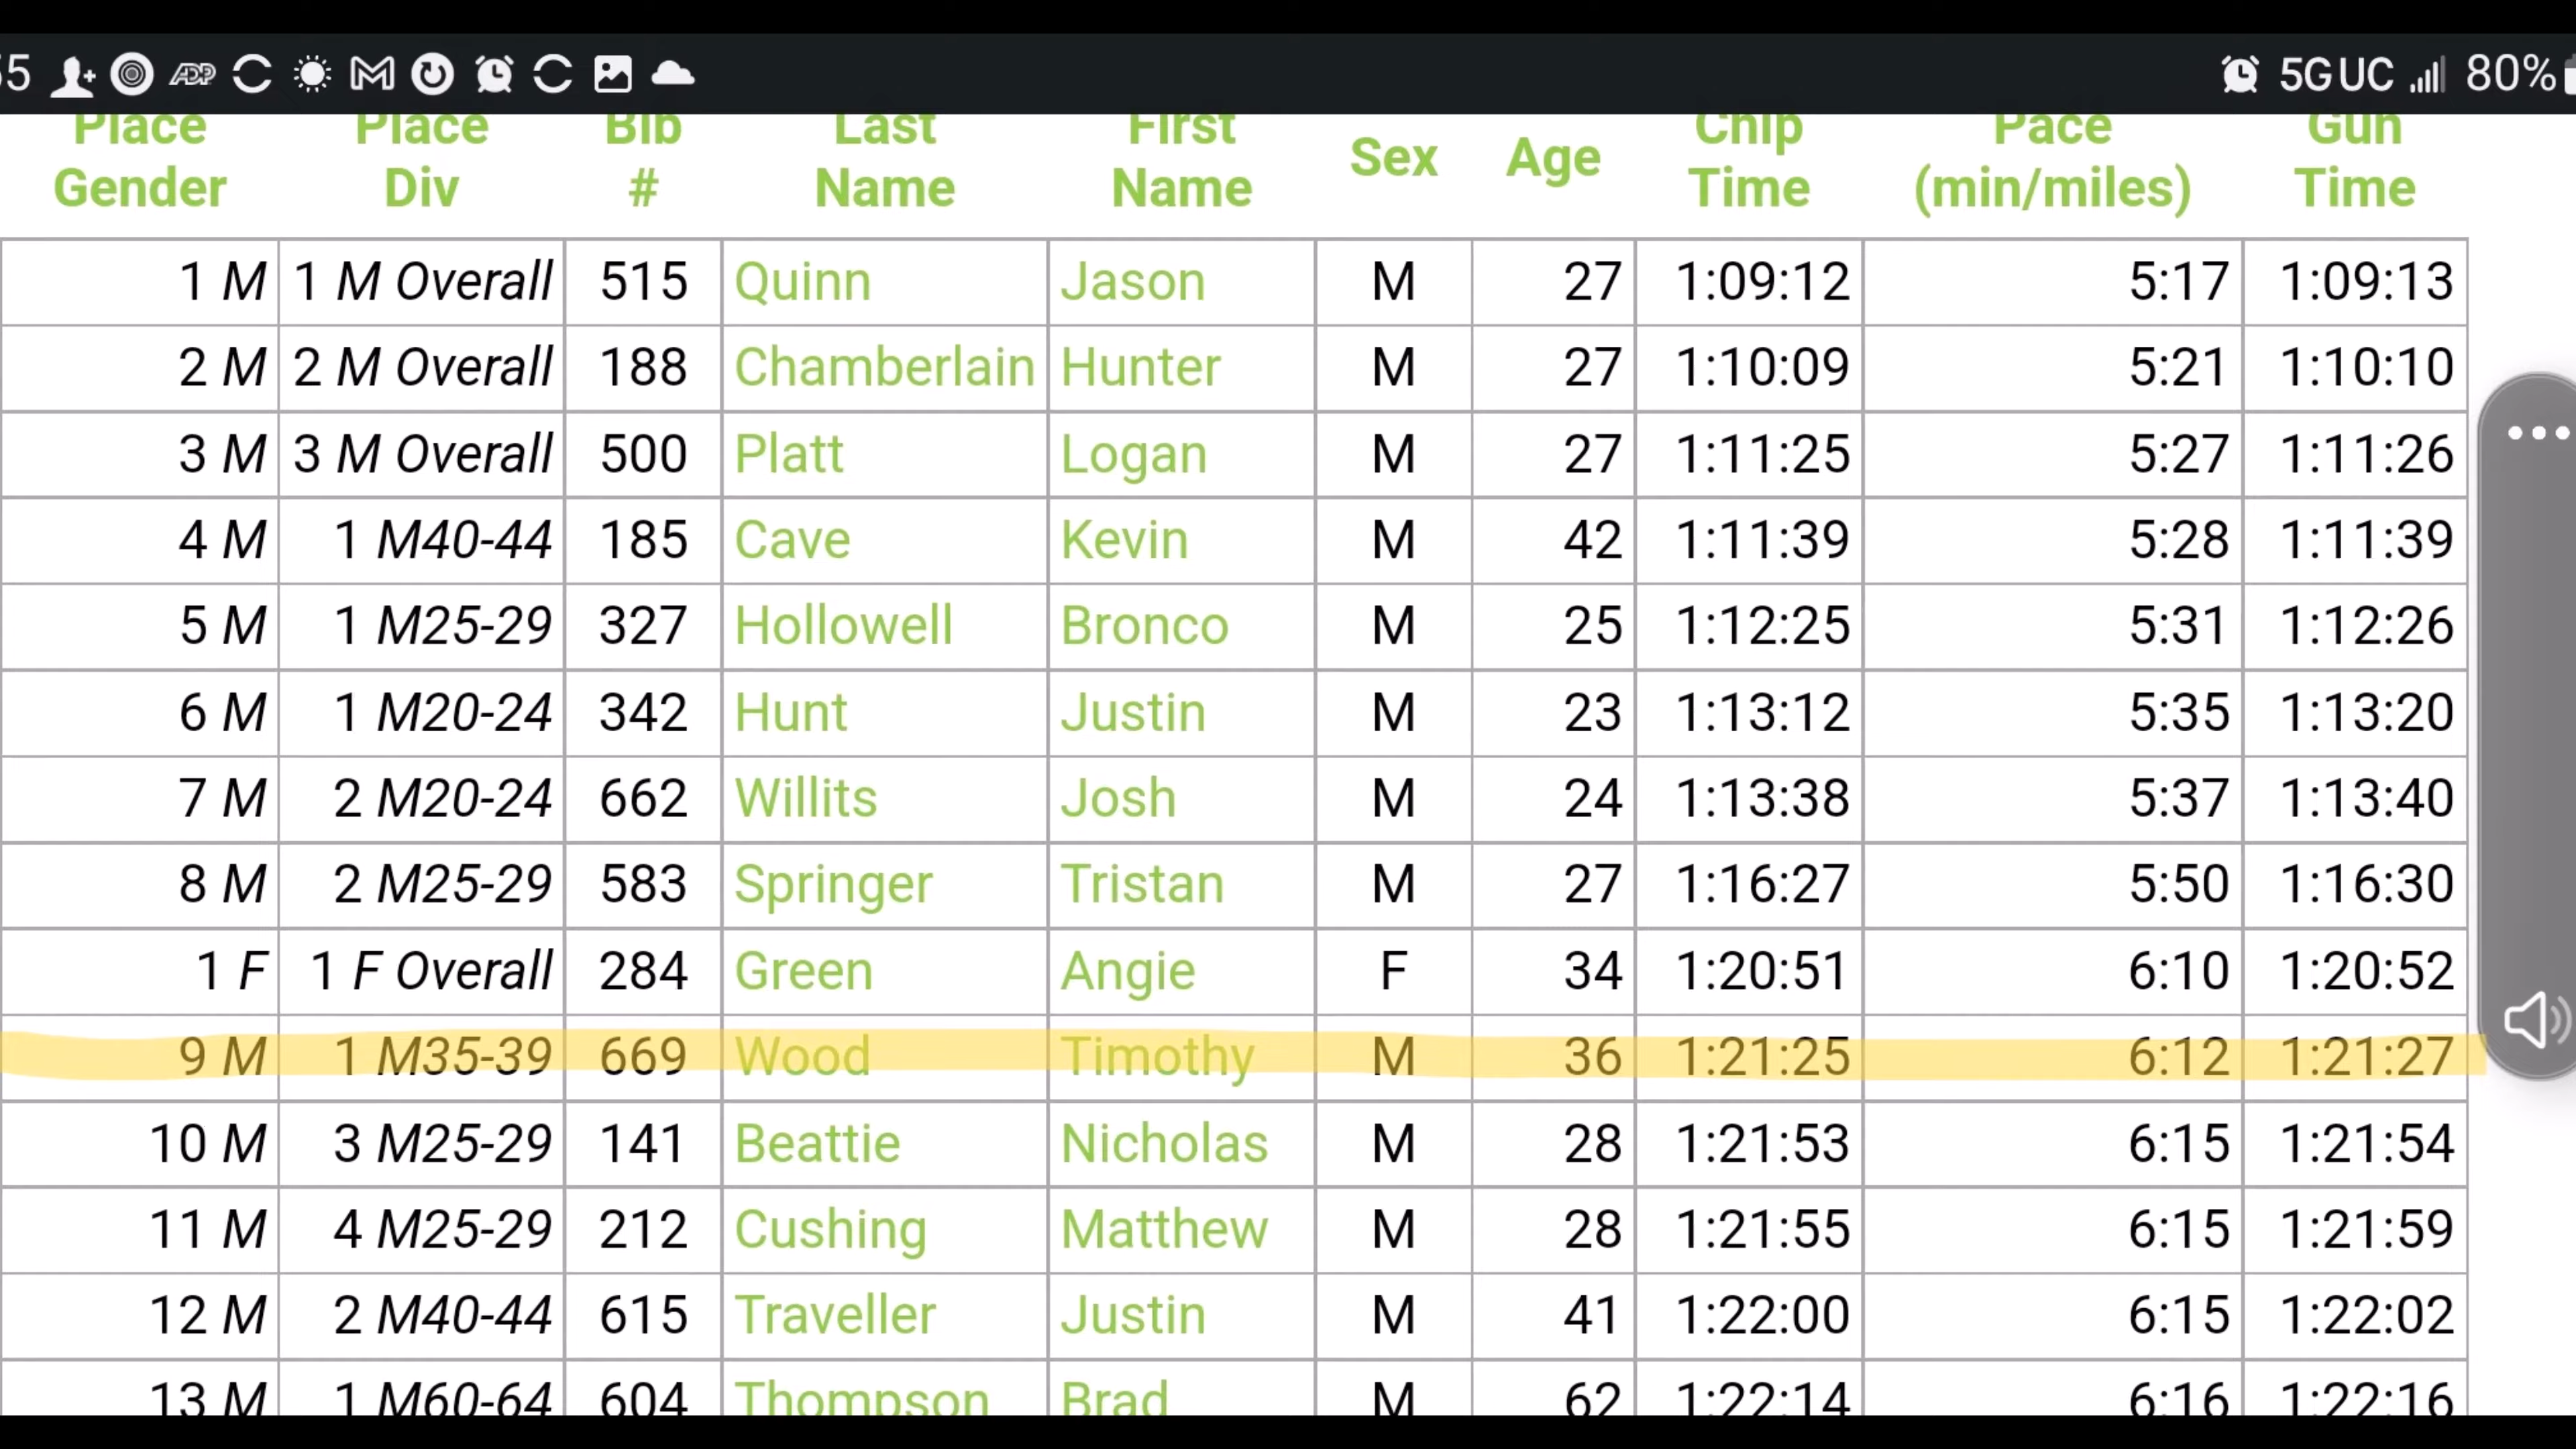 55 ADP 5G UC 80%
Place Gender Place Div Bib # Last Name First Name Sex Age Chip Time Pace (min/miles) Gun Time
1 M 1 M Overall 515 Quinn Jason M 27 1:09:12 5:17 1:09:13
2 M 2 M Overall 188 Chamberlain Hunter M 27 1:10:09 5:21 1:10:10
3 M 3 M Overall 500 Platt Logan M 27 1:11:25 5:27 1:11:26
4 M 1 M40-44 185 Cave Kevin M 42 1:11:39 5:28 1:11:39
5 M 1 M25-29 327 Hollowell Bronco M 25 1:12:25 5:31 1:12:26
6 M 1 M20-24 342 Hunt Justin M 23 1:13:12 5:35 1:13:20
7 M 2 M20-24 662 Willits Josh M 24 1:13:38 5:37 1:13:40
8 M 2 M25-29 583 Springer Tristan M 27 1:16:27 5:50 1:16:30
1 F 1 F Overall 284 Green Angie F 34 1:20:51 6:10 1:20:52
9 M 1 M35-39 669 Wood Timothy M 36 1:21:25 6:12 1:21:27
10 M 3 M25-29 141 Beattie Nicholas M 28 1:21:53 6:15 1:21:54
11 M 4 M25-29 212 Cushing Matthew M 28 1:21:55 6:15 1:21:59
12 M 2 M40-44 615 Traveller Justin M 41 1:22:00 6:15 1:22:02
13 M 1 M60-64 604 Thompson Brad M 62 1:22:14 6:16 1:22:16